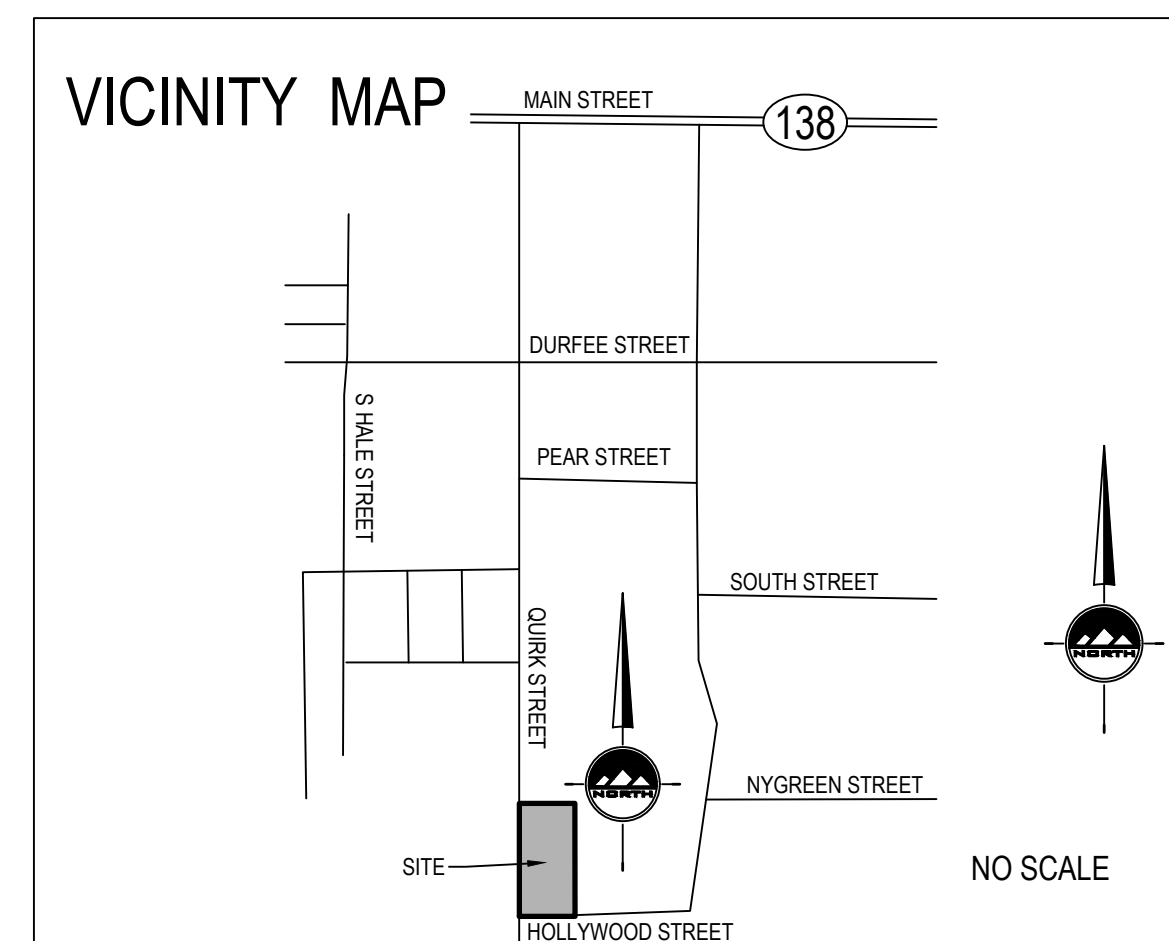 VICINITY MAP
MAIN STREET
138
DURFEE STREET
S HALE STREET
PEAR STREET
SOUTH STREET
QUIRK STREET
NORTH
NORTH
NYGREEN STREET
SITE
NO SCALE
HOLLYWOOD STREET